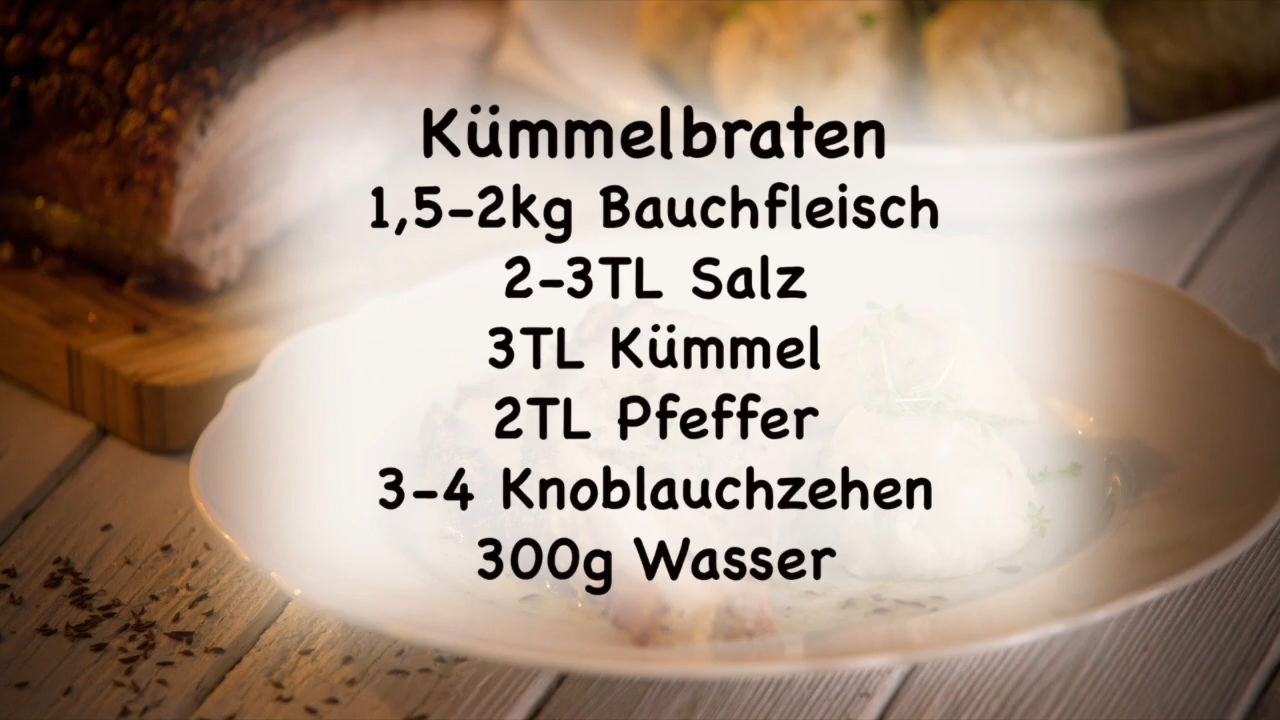 Kümmelbraten
1,5-2kg Bauchfleisch
2-3TL Salz
3TL Kümmel
2TL Pfeffer
3-4 Knoblauchzehen
300g Wasser